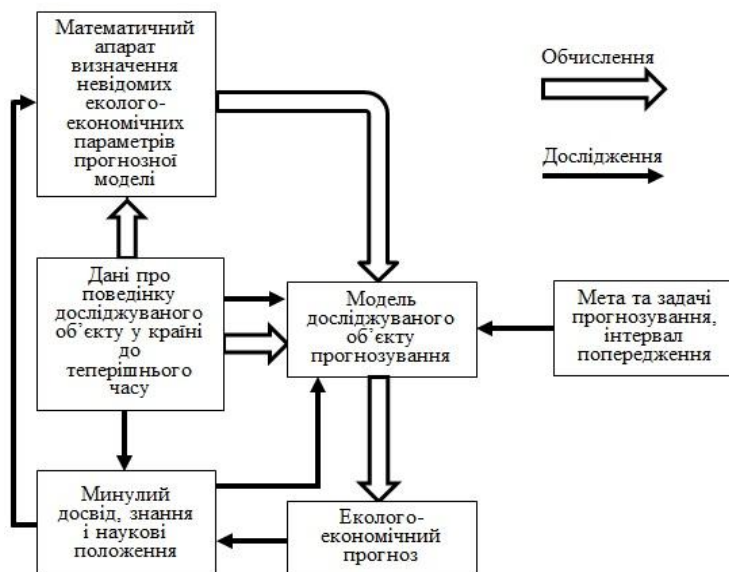 Математичний
апарат
визначення
невідомих
еколого-
економічних
параметрів
прогнозної
моделі
Обчислення
Дослідження
Дані про
поведінку
досліджуваного
об’єкту у країні
до
теперішнього
часу
Модель
досліджуваного
об’єкту
прогнозування
Мета та задачі
прогнозування,
інтервал
попередження
Минулий
досвід, знання
і наукові
положення
Еколого-
економічний
прогноз